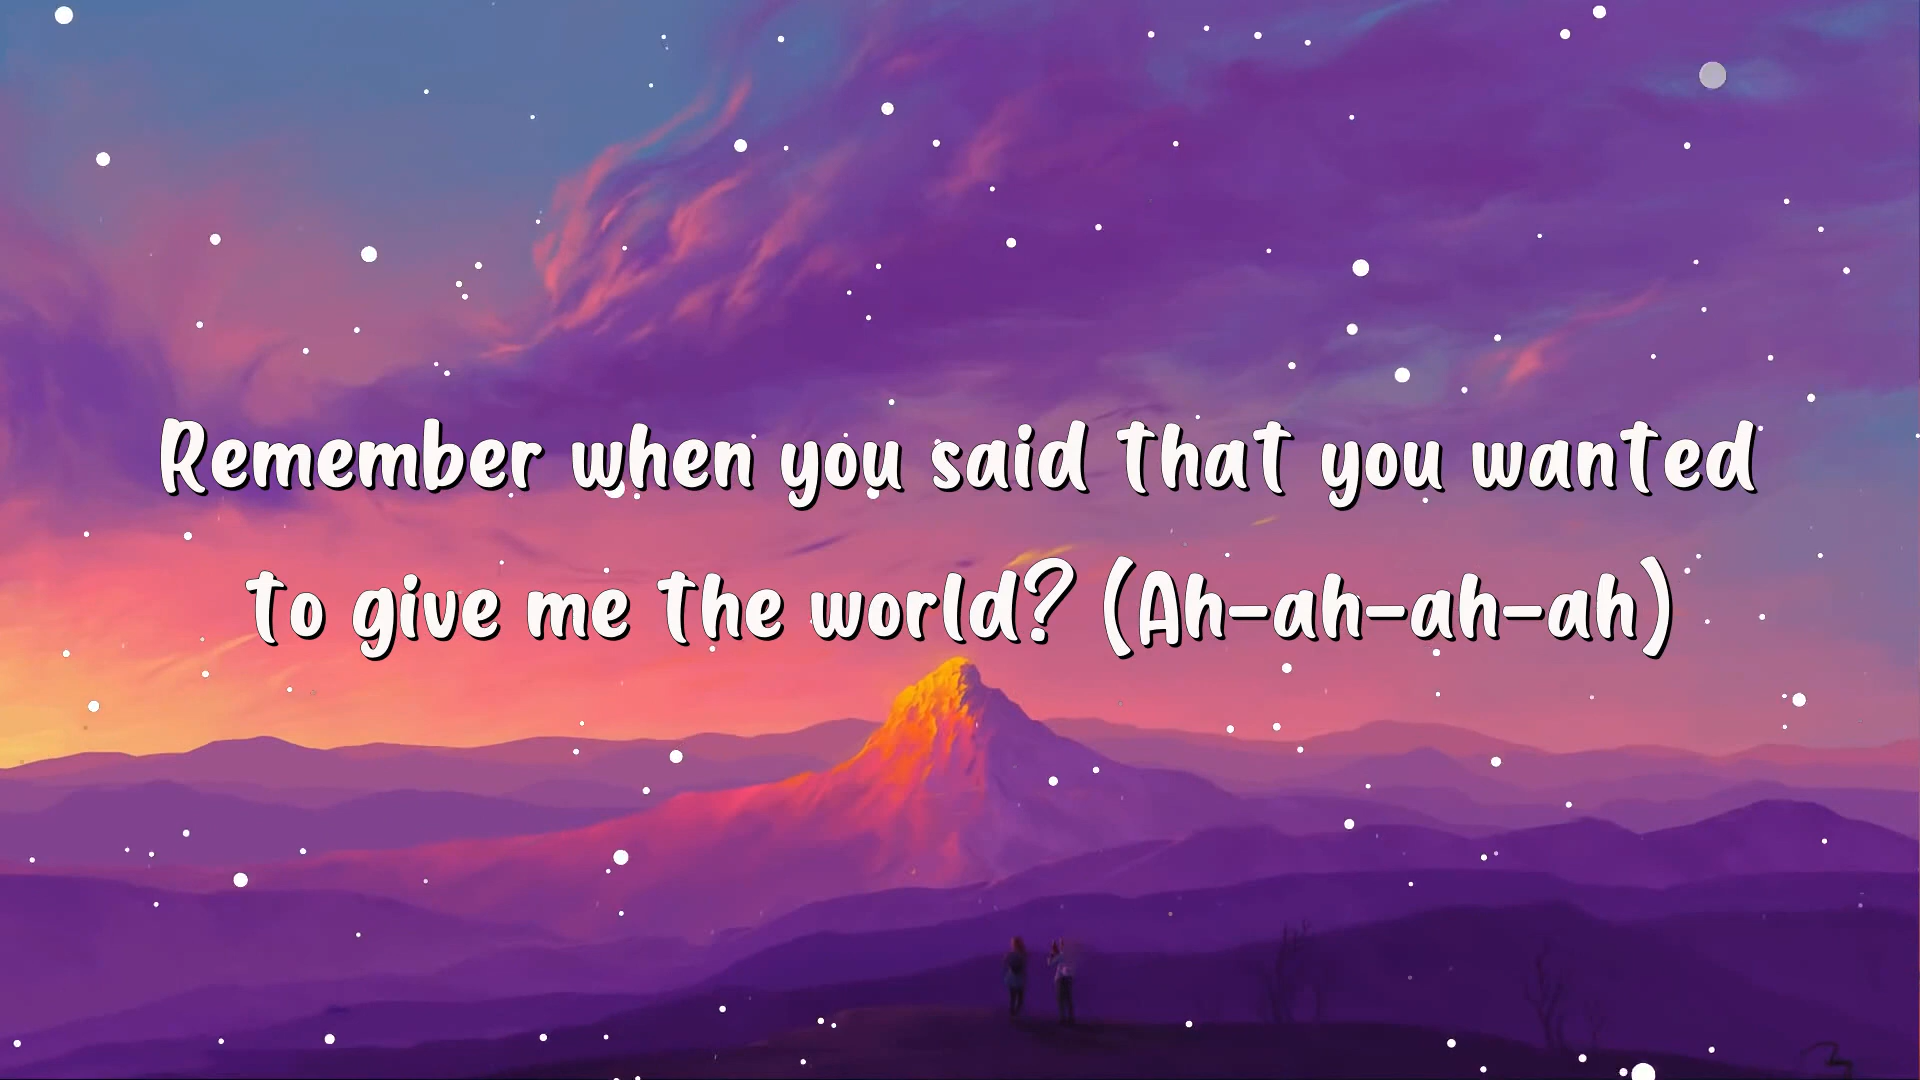 Remember when you said that you wanted
to give me the world? (Ah-ah-ah-ah)